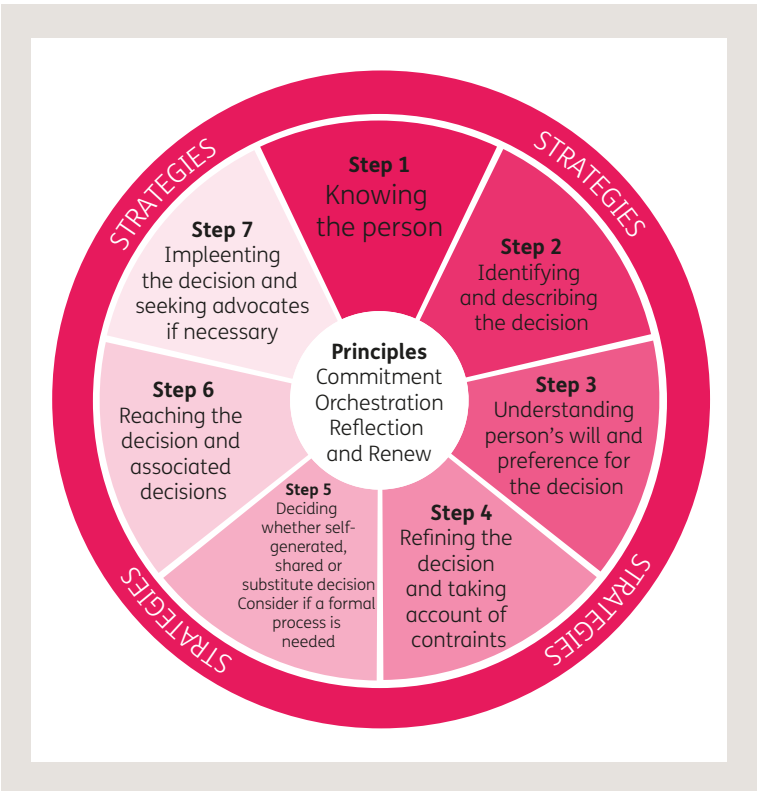 STRATEGIES
STRATEGIES
Step 1
Knowing
the person
Step 2
Identifying
and describing
the decision
Step 3
Understanding
person's will and
preference for
the decision
Step 4
Refining the
decision
and taking
account of
contraints
Step 5
Deciding
whether self-
generated,
shared or
substitute decision
Consider if a formal
process is
needed
Step 6
Reaching the
decision and
associated
decisions
Step 7
Impleenting
the decision and
seeking advocates
if necessary
Principles
Commitment
Orchestration
Reflection
and Renew
STRATEGIES
STRATEGIES